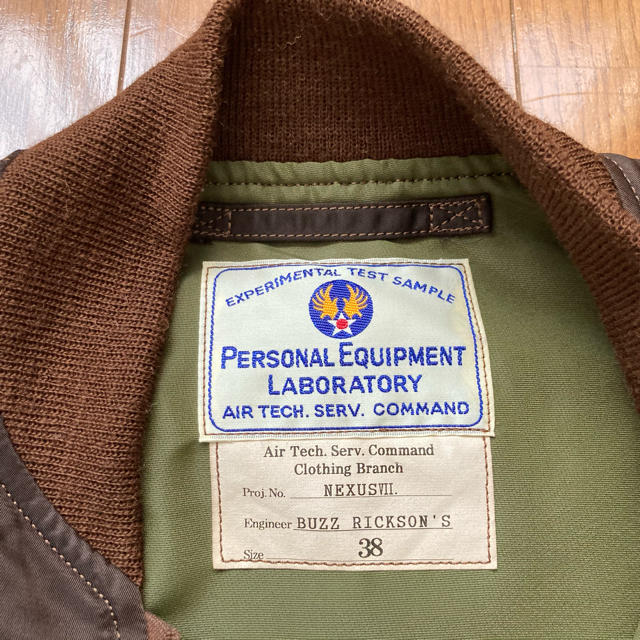 EXPERIMENTAL TEST SAMPLE
PERSONAL EQUIPMENT
LABORATORY
AIR TECH. SERV. COMMAND
Air Tech. Serv. Command
Clothing Branch
Proj. No. NEXUSⅦ.
Engineer BUZZ RICKSON'S
Size 38